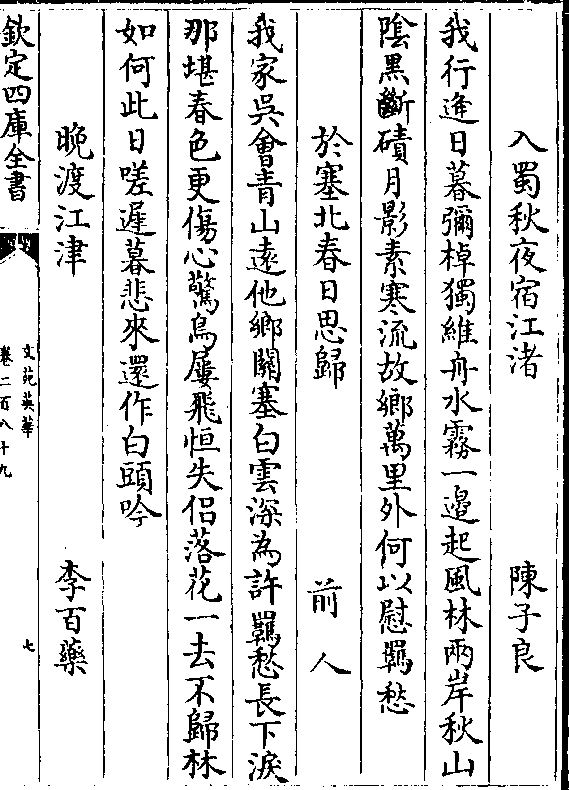 入蜀秋夜宿江渚 陳子良
我行逢日暮彌棹獨維舟水霧一邉起風林兩岸秋山
陰黒斷磧月影素寒流故鄉萬里外何以慰羈愁
於塞北春日思歸 前人
我家吳會青山逺他鄉闗塞白雲深為許羈愁長下淚
那堪春色更傷心驚鳥屢飛恒失侣落花一去不歸林
如何此日嗟遲暮悲來還作白頭吟
晚渡江津 李百藥
欽定四庫全書
文苑英華
卷二百八十九
七